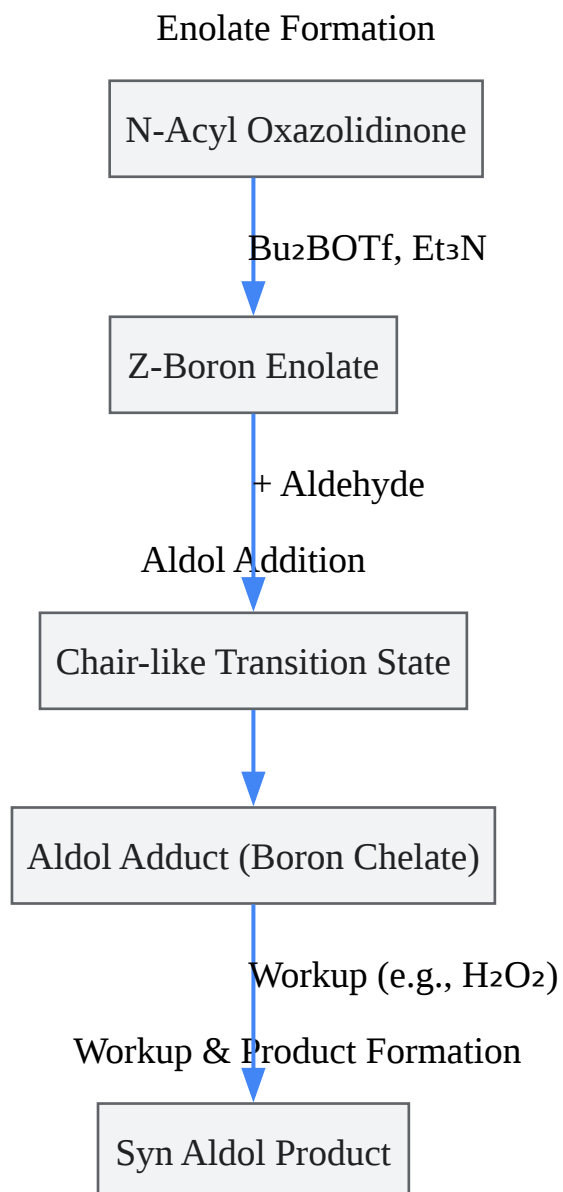 Enolate Formation
N-Acyl Oxazolidinone
Bu₂BOTf, Et₃N
Z-Boron Enolate
+ Aldehyde
Aldol Addition
Chair-like Transition State
Aldol Adduct (Boron Chelate)
Workup (e.g., H₂O₂)
Workup & Product Formation
Syn Aldol Product